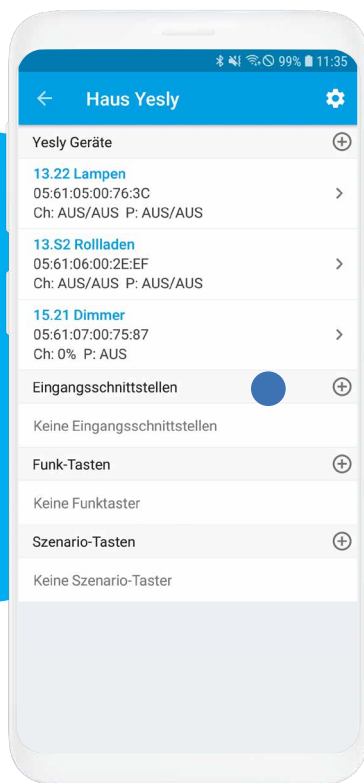 99% 11:35
Haus Yesly
Yesly Geräte
13.22 Lampen
05:61:05:00:76:3C
Ch: AUS/AUS P: AUS/AUS
13.S2 Rollladen
05:61:06:00:2E:EF
Ch: AUS/AUS P: AUS/AUS
15.21 Dimmer
05:61:07:00:75:87
Ch: 0% P: AUS
Eingangsschnittstellen
Keine Eingangsschnittstellen
Funk-Tasten
Keine Funktaster
Szenario-Tasten
Keine Szenario-Taster